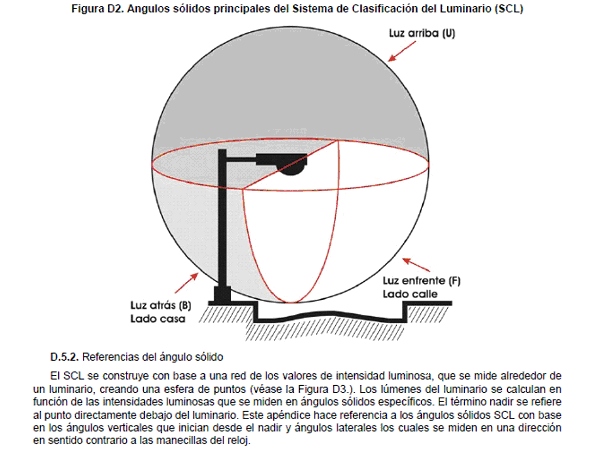 Figura D2. Angulos sólidos principales del Sistema de Clasificación del Luminario (SCL)
Luz arriba (U)
Luz enfrente (F)
Lado calle
Luz atrás (B)
Lado casa
D.5.2. Referencias del ángulo sólido
El SCL se construye con base a una red de los valores de intensidad luminosa, que se mide alrededor de
un luminario, creando una esfera de puntos (véase la Figura D3.). Los lúmenes del luminario se calculan en
función de las intensidades luminosas que se miden en ángulos sólidos específicos. El término nadir se refiere
al punto directamente debajo del luminario. Este apéndice hace referencia a los ángulos sólidos SCL con base
en los ángulos verticales que inician desde el nadir y ángulos laterales los cuales se miden en una dirección
en sentido contrario a las manecillas del reloj.